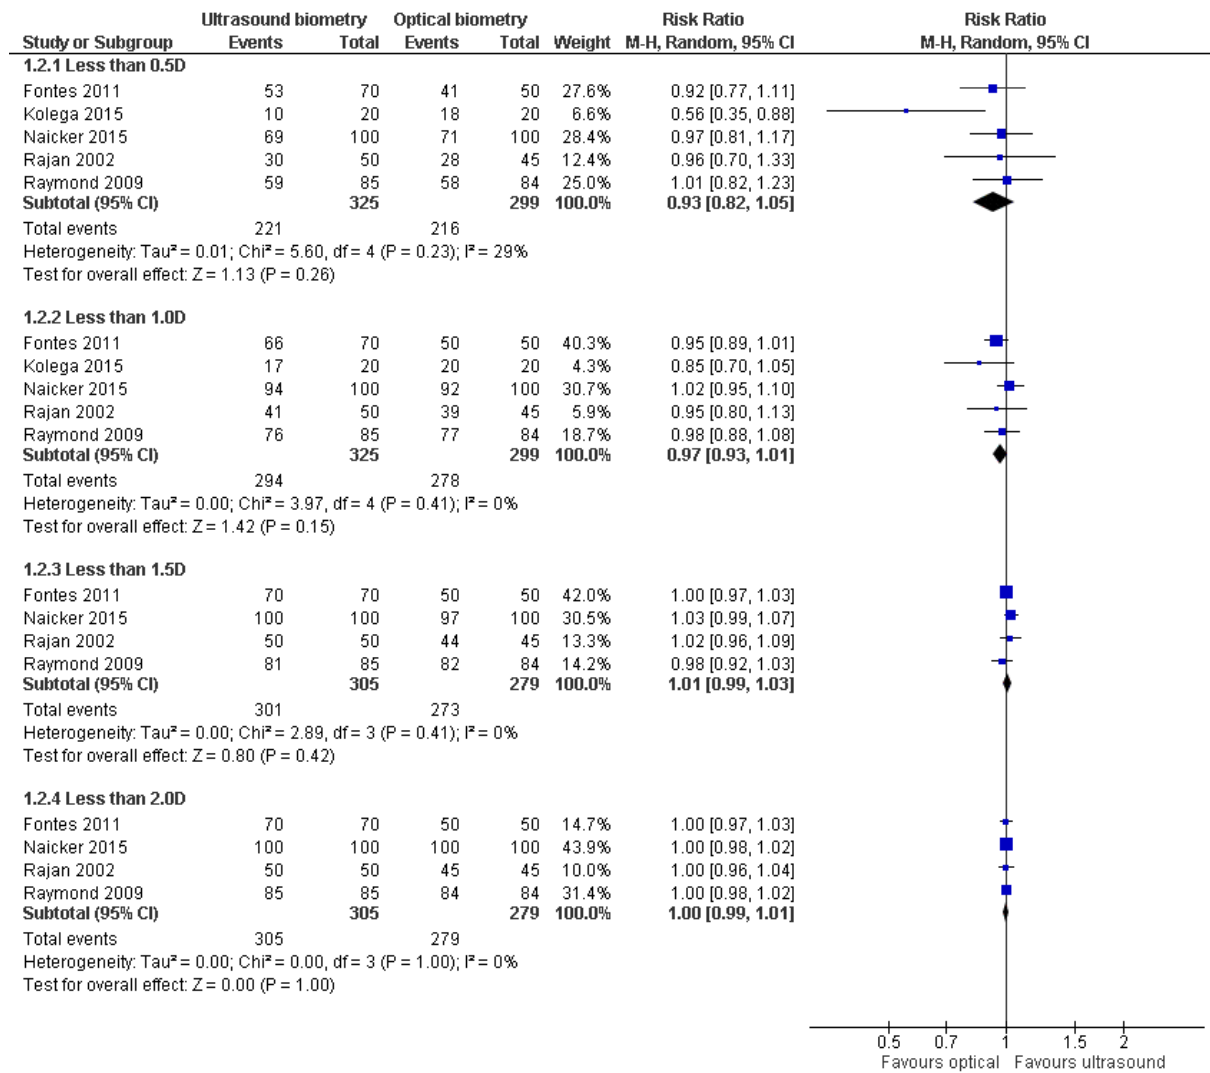 Ultrasound biometry Optical biometry Risk Ratio Risk Ratio
Study or Subgroup Events Total Events Total Weight M-H, Random, 95% CI M-H, Random, 95% CI
1.2.1 Less than 0.5D
Fontes 2011 53 70 41 50 27.6% 0.92 [0.77, 1.11]
Kolega 2015 10 20 18 20 6.6% 0.56 [0.35, 0.88]
Naicker 2015 69 100 71 100 28.4% 0.97 [0.81, 1.17]
Rajan 2002 30 50 28 45 12.4% 0.96 [0.70, 1.33]
Raymond 2009 59 85 58 84 25.0% 1.01 [0.82, 1.23]
Subtotal (95% CI) 325 299 100.0% 0.93 [0.82, 1.05]
Total events 221 216
Heterogeneity: Tau² = 0.01; Chi² = 5.60, df = 4 (P = 0.23); I² = 29%
Test for overall effect: Z = 1.13 (P = 0.26)
1.2.2 Less than 1.0D
Fontes 2011 66 70 50 50 40.3% 0.95 [0.89, 1.01]
Kolega 2015 17 20 20 20 4.3% 0.85 [0.70, 1.05]
Naicker 2015 94 100 92 100 30.7% 1.02 [0.95, 1.10]
Rajan 2002 41 50 39 45 5.9% 0.95 [0.80, 1.13]
Raymond 2009 76 85 77 84 18.7% 0.98 [0.88, 1.08]
Subtotal (95% CI) 325 299 100.0% 0.97 [0.93, 1.01]
Total events 294 278
Heterogeneity: Tau² = 0.00; Chi² = 3.97, df = 4 (P = 0.41); I² = 0%
Test for overall effect: Z = 1.42 (P = 0.15)
1.2.3 Less than 1.5D
Fontes 2011 70 70 50 50 42.0% 1.00 [0.97, 1.03]
Naicker 2015 100 100 97 100 30.5% 1.03 [0.99, 1.07]
Rajan 2002 50 50 44 45 13.3% 1.02 [0.96, 1.09]
Raymond 2009 81 85 82 84 14.2% 0.98 [0.92, 1.03]
Subtotal (95% CI) 305 279 100.0% 1.01 [0.99, 1.03]
Total events 301 273
Heterogeneity: Tau² = 0.00; Chi² = 2.89, df = 3 (P = 0.41); I² = 0%
Test for overall effect: Z = 0.80 (P = 0.42)
1.2.4 Less than 2.0D
Fontes 2011 70 70 50 50 14.7% 1.00 [0.97, 1.03]
Naicker 2015 100 100 100 100 43.9% 1.00 [0.98, 1.02]
Rajan 2002 50 50 45 45 10.0% 1.00 [0.96, 1.04]
Raymond 2009 85 85 84 84 31.4% 1.00 [0.98, 1.02]
Subtotal (95% CI) 305 279 100.0% 1.00 [0.99, 1.01]
Total events 305 279
Heterogeneity: Tau² = 0.00; Chi² = 0.00, df = 3 (P = 1.00); I² = 0%
Test for overall effect: Z = 0.00 (P = 1.00)
0.5 0.7 1 1.5 2
Favours optical Favours ultrasound